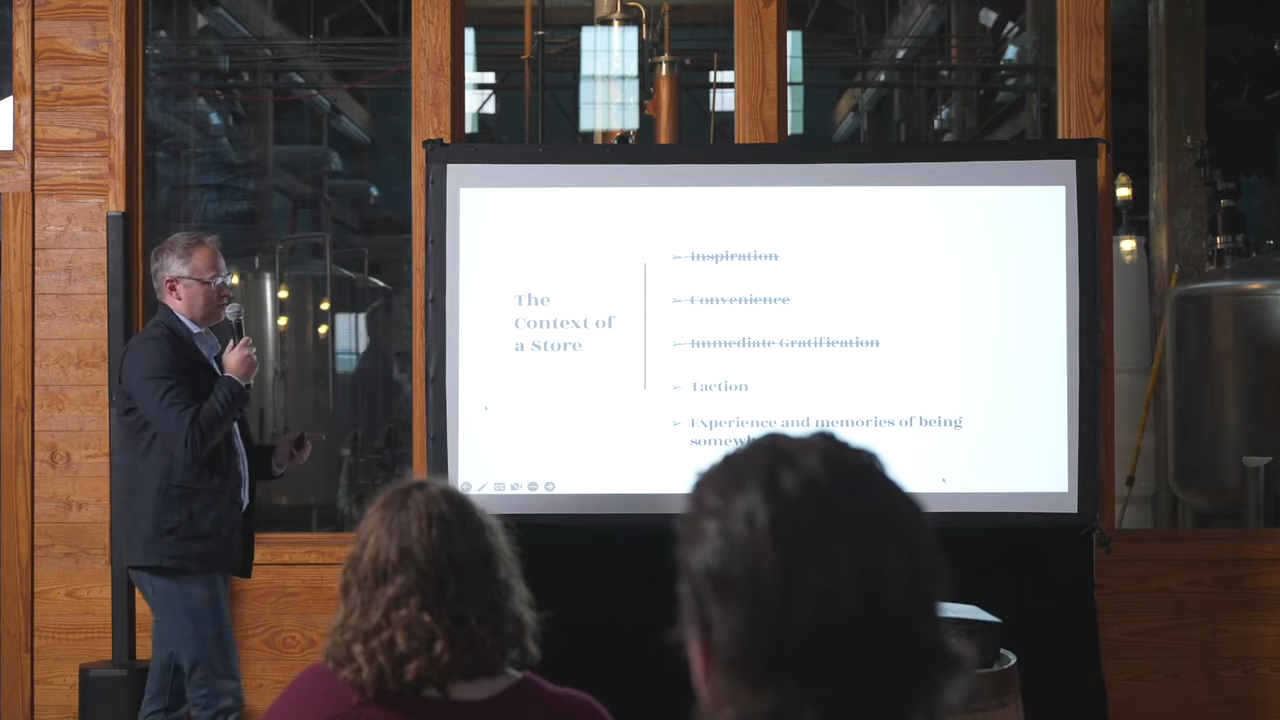 The
Context of
a Store
➢ Inspiration
➢ Convenience
➢ Immediate Gratification
➢ Taction
➢ Experience and memories of being